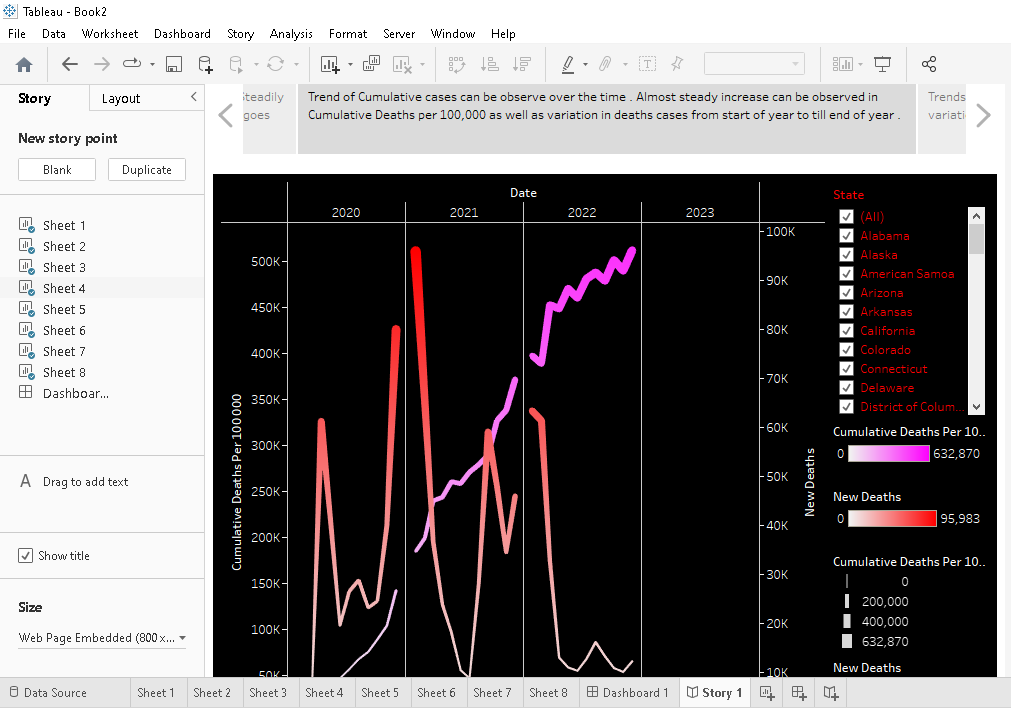 Tableau - Book2
File Data Worksheet Dashboard Story Analysis Format Server Window Help
Story Layout
New story point
Blank Duplicate
Sheet 1
Sheet 2
Sheet 3
Sheet 4
Sheet 5
Sheet 6
Sheet 7
Sheet 8
Dashboar...
A Drag to add text
Show title
Size
Web Page Embedded (800 x...
teadily
goes
Trend of Cumulative cases can be observe over the time . Almost steady increase can be observed in
Cumulative Deaths per 100,000 as well as variation in deaths cases from start of year to till end of year .
Trends
variati
Date
2020 2021 2022 2023
Cumulative Deaths Per 100000
500K
450K
400K
350K
300K
250K
200K
150K
100K
50K
100K
90K
80K
70K
60K
50K
40K
30K
20K
10K
New Deaths
State
(All)
Alabama
Alaska
American Samoa
Arizona
Arkansas
California
Colorado
Connecticut
Delaware
District of Colum...
Cumulative Deaths Per 10..
0 632,870
New Deaths
0 95,983
Cumulative Deaths Per 10..
0
200,000
400,000
632,870
New Deaths
Data Source Sheet 1 Sheet 2 Sheet 3 Sheet 4 Sheet 5 Sheet 6 Sheet 7 Sheet 8 Dashboard 1 Story 1